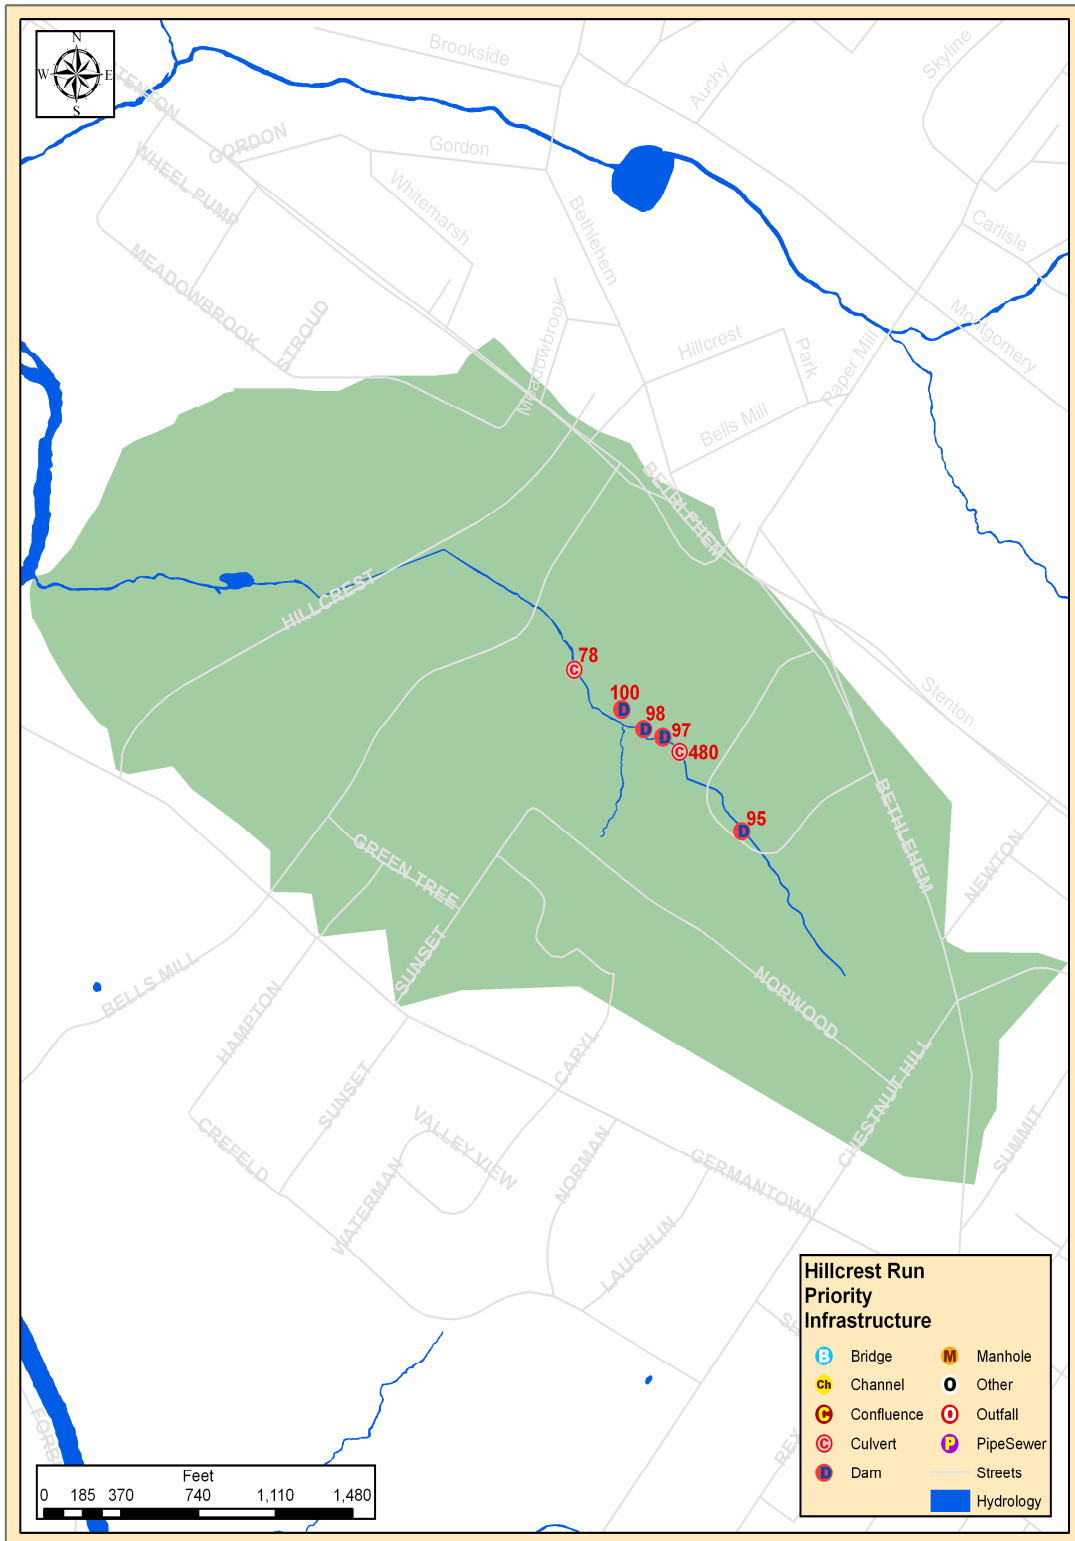 N
W E
S
Brookside
Skyline
Auchy
STENTON
GORDON
Gordon
WHEEL PUMP
Whitemarsh
Bethlehem
Carlisle
MEADOWBROOK
STROUD
Meadowbrook
Hillcrest
Park
Paper Mill
Montgomery
Bells Mill
BETHLEHEM
HILLCREST
78
Stenton
100
98
97
480
95
BETHLEHEM
GREEN TREE
NEWTON
SUNSET
BELLS MILL
NORWOOD
HAMPTON
CARYL
CHESTNUT HILL
SUNSET
CREFELD
VALLEY VIEW
NORMAN
GERMANTOWN
SUMMIT
WATERMAN
LAUGHLIN
Hillcrest Run
Priority
Infrastructure
B Bridge M Manhole
Ch Channel O Other
C Confluence O Outfall
C Culvert P PipeSewer
D Dam Streets
Hydrology
REX
Feet
0 185 370 740 1,110 1,480